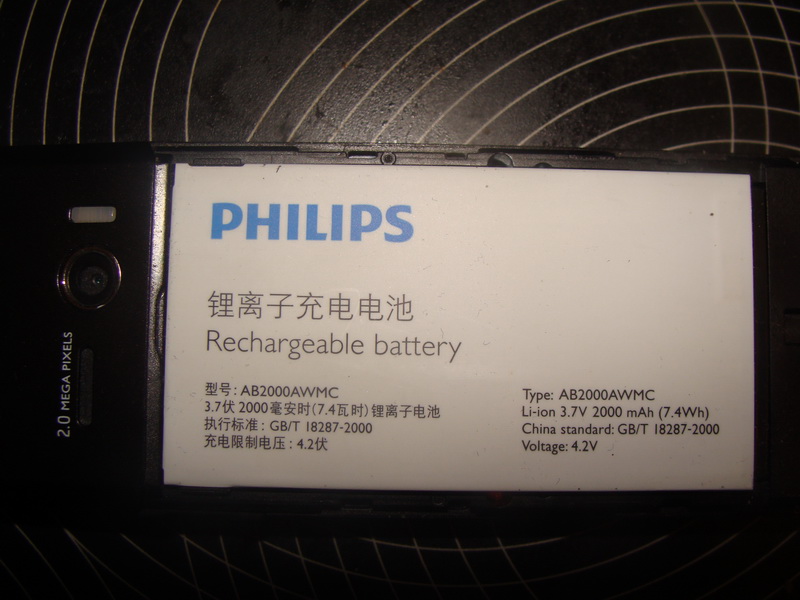 PHILIPS
锂离子充电电池
Rechargeable battery
型号: AB2000AWMC
3.7伏 2000毫安时(7.4瓦时)锂离子电池
执行标准: GB/T 18287-2000
充电限制电压: 4.2伏
Type: AB2000AWMC
Li-ion 3.7V 2000 mAh (7.4Wh)
China standard: GB/T 18287-2000
Voltage: 4.2V
2.0 MEGA PIXELS